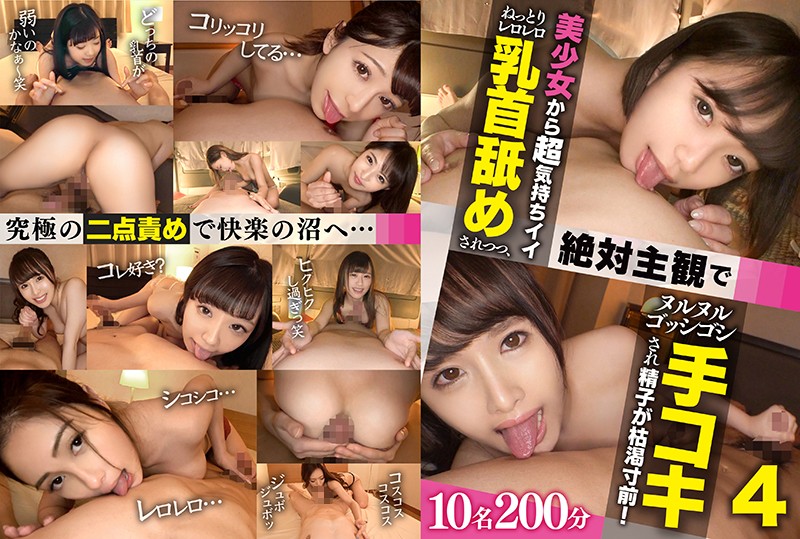 弱いの
かなぁ〜笑
どっちの
乳首が
コリッコリ
してる…
究極の二点責めで快楽の沼へ…
コレ好き?
ヒクヒク
し過ぎっ笑
シコシコ…
レロレロ…
ジュポ
ジュポッ
コスコス
コスコス
美少女から超気持ちイイ
ねっとり
レロレロ
乳首舐め
されつつ、
絶対主観で
ヌルヌル
ゴッシゴシ
され
手コキ
精子が枯渇寸前!
4
10名200分